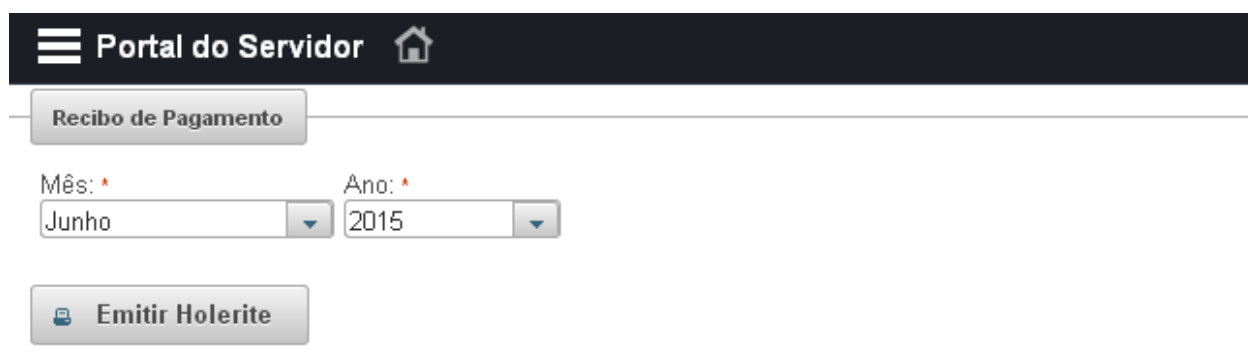 Portal do Servidor
Recibo de Pagamento
Mês: * Ano: *
Junho 2015
Emitir Holerite